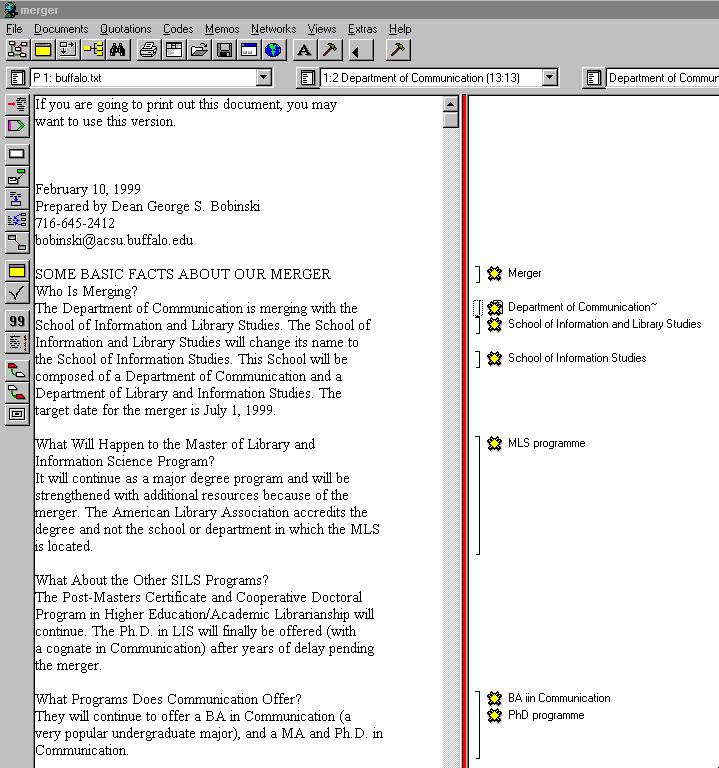 merger
File Documents Quotations Codes Memos Networks Views Extras Help
A
P 1: buffalo.txt
1:2 Department of Communication (13:13)
Department of Commun
99
If you are going to print out this document, you may
want to use this version.
February 10, 1999
Prepared by Dean George S. Bobinski
716-645-2412
bobinski@acsu.buffalo.edu
SOME BASIC FACTS ABOUT OUR MERGER
Who Is Merging?
The Department of Communication is merging with the
School of Information and Library Studies. The School of
Information and Library Studies will change its name to
the School of Information Studies. This School will be
composed of a Department of Communication and a
Department of Library and Information Studies. The
target date for the merger is July 1, 1999.
What Will Happen to the Master of Library and
Information Science Program?
It will continue as a major degree program and will be
strengthened with additional resources because of the
merger. The American Library Association accredits the
degree and not the school or department in which the MLS
is located.
What About the Other SILS Programs?
The Post-Masters Certificate and Cooperative Doctoral
Program in Higher Education/Academic Librarianship will
continue. The Ph.D. in LIS will finally be offered (with
a cognate in Communication) after years of delay pending
the merger.
What Programs Does Communication Offer?
They will continue to offer a BA in Communication (a
very popular undergraduate major), and a MA and Ph.D. in
Communication.
Merger
Department of Communication~
School of Information and Library Studies
School of Information Studies
MLS programme
BA iin Communication
PhD programme